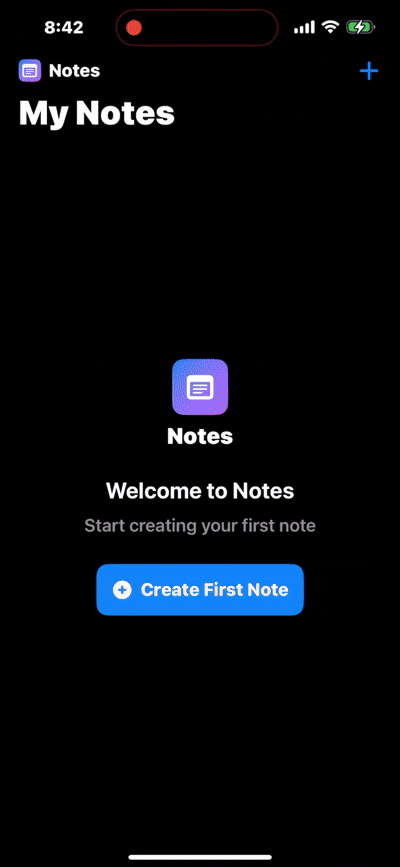 8:42
Notes
My Notes
Notes
Welcome to Notes
Start creating your first note
Create First Note